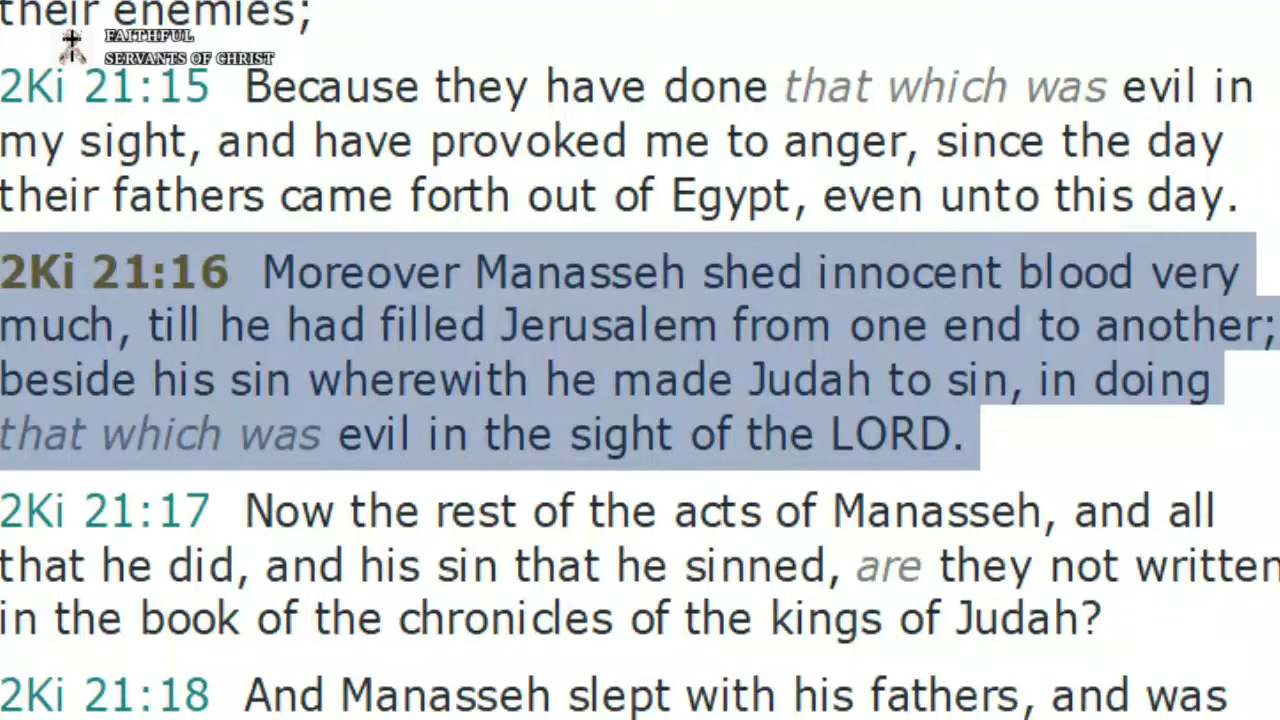 their enemies;
FAITHFUL
SERVANTS OF CHRIST
2Ki 21:15 Because they have done that which was evil in
my sight, and have provoked me to anger, since the day
their fathers came forth out of Egypt, even unto this day.
2Ki 21:16 Moreover Manasseh shed innocent blood very
much, till he had filled Jerusalem from one end to another;
beside his sin wherewith he made Judah to sin, in doing
that which was evil in the sight of the LORD.
2Ki 21:17 Now the rest of the acts of Manasseh, and all
that he did, and his sin that he sinned, are they not written
in the book of the chronicles of the kings of Judah?
2Ki 21:18 And Manasseh slept with his fathers, and was